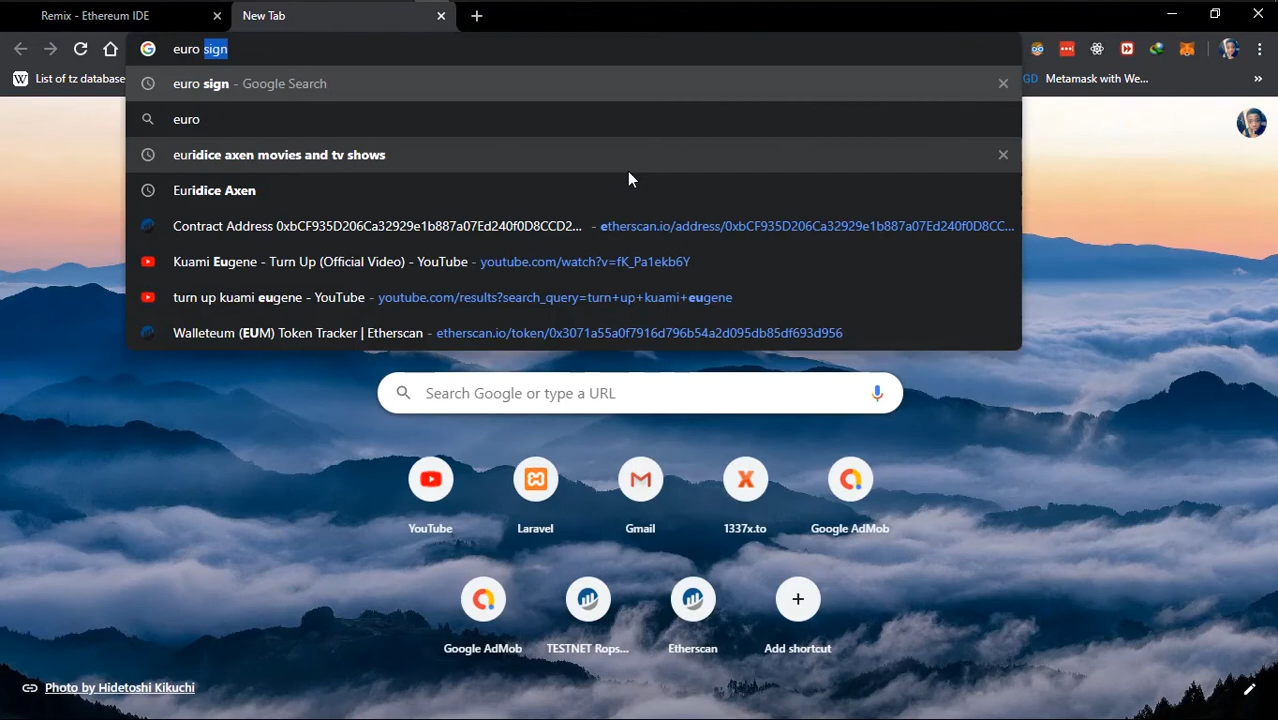 Remix - Ethereum IDE
New Tab
euro sign
List of tz database
GD Metamask with We...
euro sign - Google Search
euro
euridice axen movies and tv shows
Euridice Axen
Contract Address 0xbCF935D206Ca32929e1b887a07Ed240f0D8CCD2... - etherscan.io/address/0xbCF935D206Ca32929e1b887a07Ed240f0D8CC...
Kuami Eugene - Turn Up (Official Video) - YouTube - youtube.com/watch?v=fK_Pa1ekb6Y
turn up kuami eugene - YouTube - youtube.com/results?search_query=turn+up+kuami+eugene
Walleteum (EUM) Token Tracker | Etherscan - etherscan.io/token/0x3071a55a0f7916d796b54a2d095db85df693d956
Search Google or type a URL
YouTube
Laravel
Gmail
1337x.to
Google AdMob
Google AdMob
TESTNET Rops...
Etherscan
Add shortcut
Photo by Hidetoshi Kikuchi